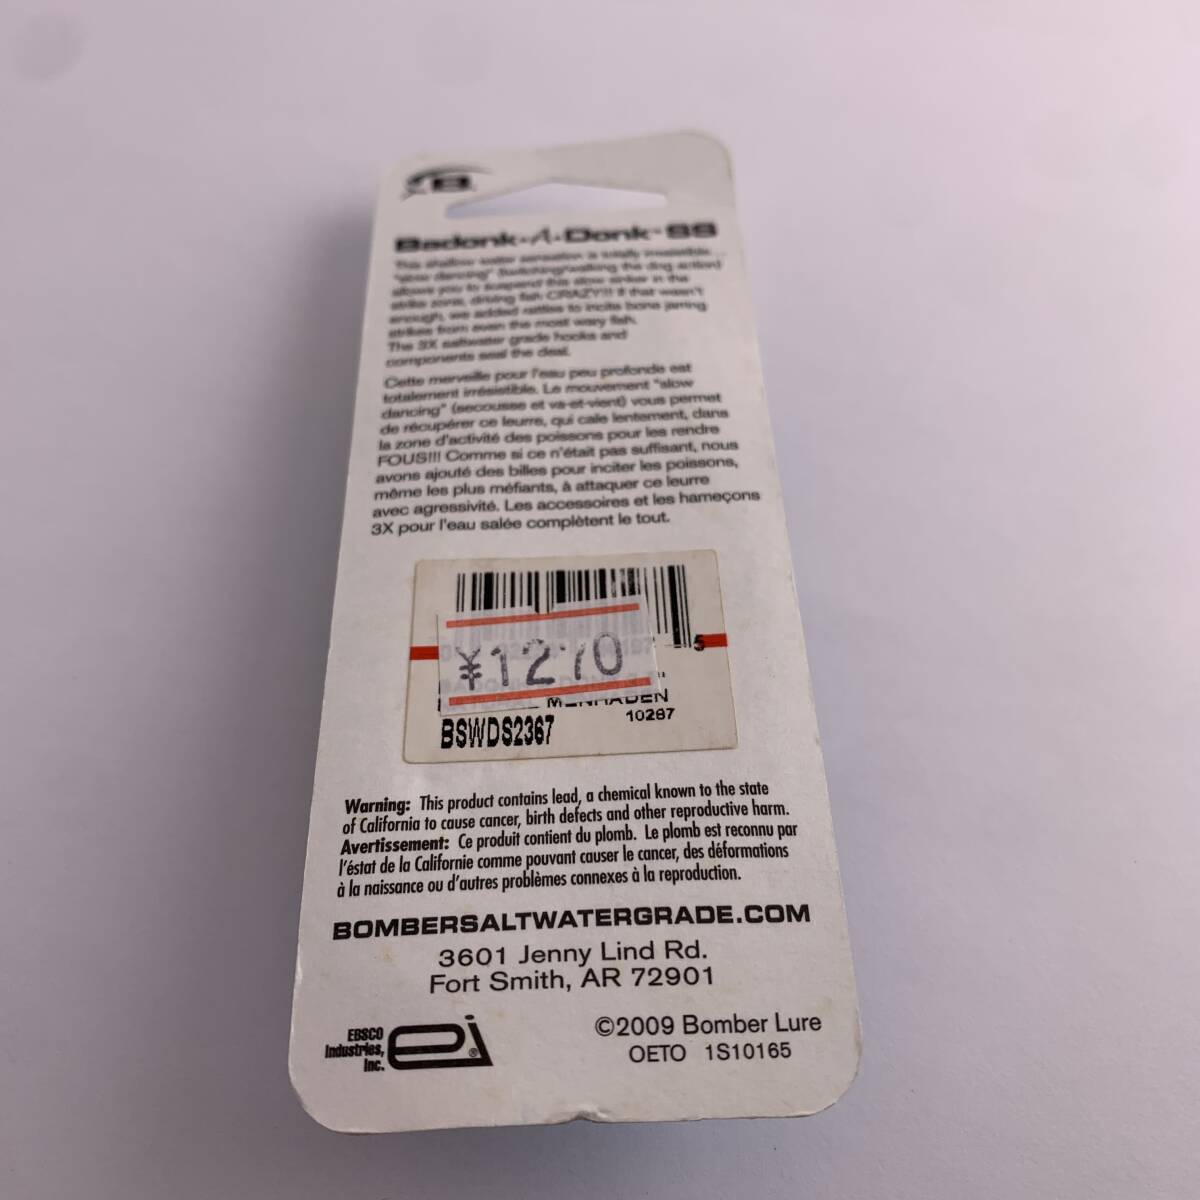 B
Badonk-A-Donk SS
This shallow water sensation is totally irresistible...
"slow dancing" (twitching/walking the dog action)
allows you to suspend this slow sinker in the
strike zone, driving fish CRAZY!!! If that wasn't
enough, we added rattles to incite bone jarring
strikes from even the most wary fish.
The 3X saltwater grade hooks and
components seal the deal.
Cette merveille pour l'eau peu profonde est
totalement irrésistible. Le mouvement "slow
dancing" (secousse et va-et-vient) vous permet
de récupérer ce leurre, qui cale lentement, dans
la zone d'activité des poissons pour les rendre
FOUS!!! Comme si ce n'était pas suffisant, nous
avons ajouté des billes pour inciter les poissons,
même les plus méfiants, à attaquer ce leurre
avec agressivité. Les accessoires et les hameçons
3X pour l'eau salée complètent le tout.
5
¥1270
MENHADEN
10287
BSWDS2367
Warning: This product contains lead, a chemical known to the state
of California to cause cancer, birth defects and other reproductive harm.
Avertissement: Ce produit contient du plomb. Le plomb est reconnu par
l'éstat de la Californie comme pouvant causer le cancer, des déformations
à la naissance ou d'autres problèmes connexes à la reproduction.
BOMBERSALTWATERGRADE.COM
3601 Jenny Lind Rd.
Fort Smith, AR 72901
EBSCO
Industries,
Inc.
ei®
©2009 Bomber Lure
OETO 1S10165